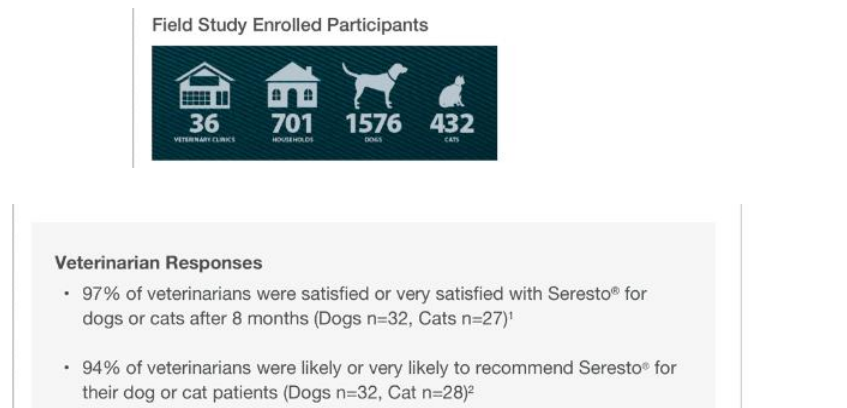 Field Study Enrolled Participants
36 701 1576 432
VETERINARY CLINICS HOUSEHOLDS DOGS CATS
Veterinarian Responses
• 97% of veterinarians were satisfied or very satisfied with Seresto® for
dogs or cats after 8 months (Dogs n=32, Cats n=27)¹
• 94% of veterinarians were likely or very likely to recommend Seresto® for
their dog or cat patients (Dogs n=32, Cat n=28)²